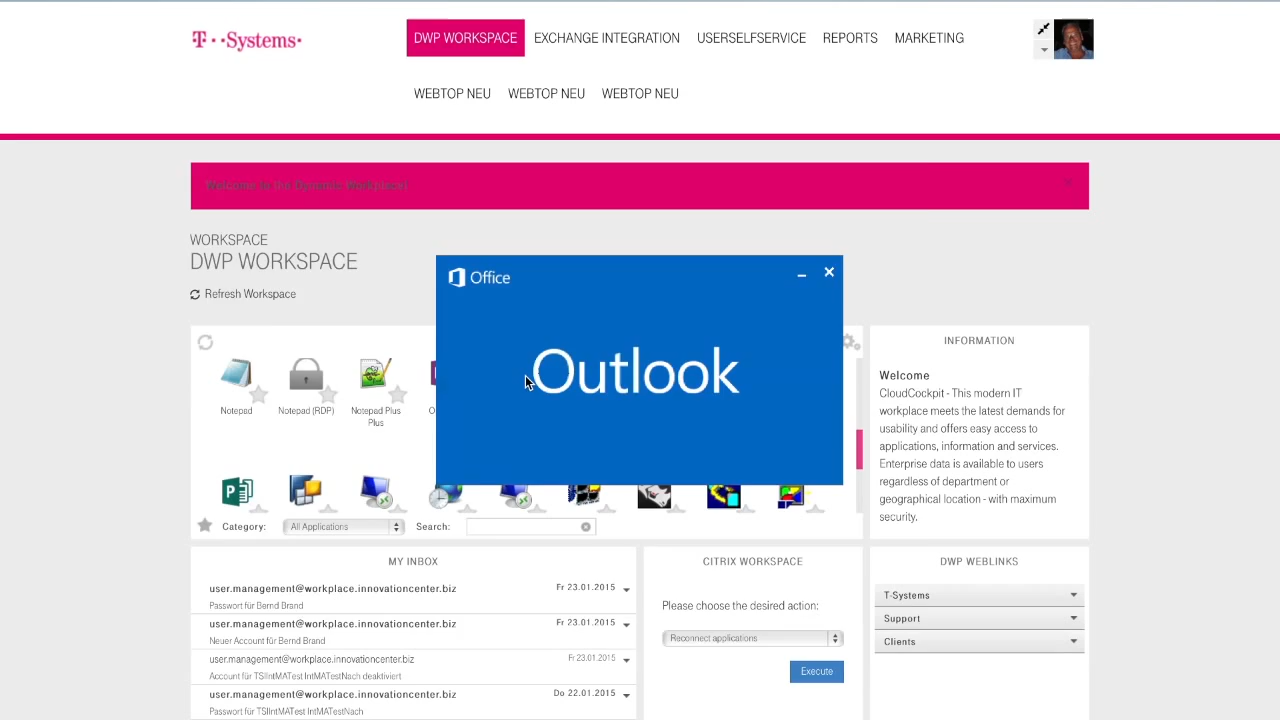 T··Systems·
DWP WORKSPACE EXCHANGE INTEGRATION USERSELFSERVICE REPORTS MARKETING
WEBTOP NEU WEBTOP NEU WEBTOP NEU
Welcome to the Dynamic Workplace!
WORKSPACE
DWP WORKSPACE
Refresh Workspace
Office
Outlook
Notepad
Notepad (RDP)
Notepad Plus
Plus
Category: All Applications Search:
INFORMATION
Welcome
CloudCockpit - This modern IT
workplace meets the latest demands for
usability and offers easy access to
applications, information and services.
Enterprise data is available to users
regardless of department or
geographical location - with maximum
security.
MY INBOX
user.management@workplace.innovationcenter.biz Fr 23.01.2015
Passwort für Bernd Brand
user.management@workplace.innovationcenter.biz Fr 23.01.2015
Neuer Account für Bernd Brand
user.management@workplace.innovationcenter.biz Fr 23.01.2015
Account für TSIIntMATest IntMATestNach deaktiviert
user.management@workplace.innovationcenter.biz Do 22.01.2015
Passwort für TSIIntMATest IntMATestNach
CITRIX WORKSPACE
Please choose the desired action:
Reconnect applications
Execute
DWP WEBLINKS
T-Systems
Support
Clients